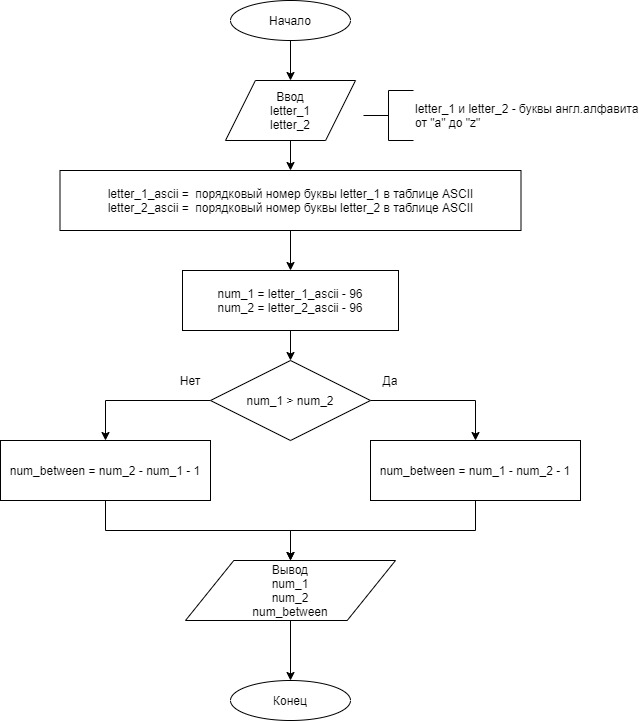 Начало
Ввод
letter_1
letter_2
letter_1 и letter_2 - буквы англ.алфавита
от "a" до "z"
letter_1_ascii = порядковый номер буквы letter_1 в таблице ASCII
letter_2_ascii = порядковый номер буквы letter_2 в таблице ASCII
num_1 = letter_1_ascii - 96
num_2 = letter_2_ascii - 96
Нет
Да
num_1 > num_2
num_between = num_2 - num_1 - 1
num_between = num_1 - num_2 - 1
Вывод
num_1
num_2
num_between
Конец